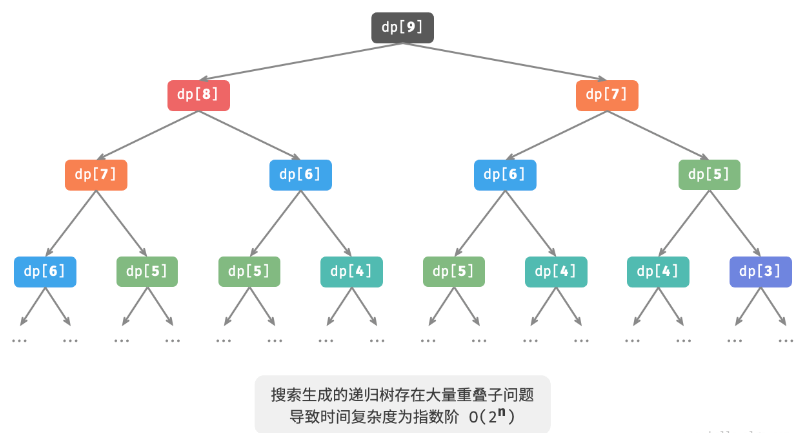 dp[9]
dp[8] dp[7]
dp[7] dp[6] dp[6] dp[5]
dp[6] dp[5] dp[5] dp[4] dp[5] dp[4] dp[4] dp[3]
... ... ... ... ... ... ... ... ... ... ... ... ... ... ... ...
搜索生成的递归树存在大量重叠子问题
导致时间复杂度为指数阶 O(2ⁿ)